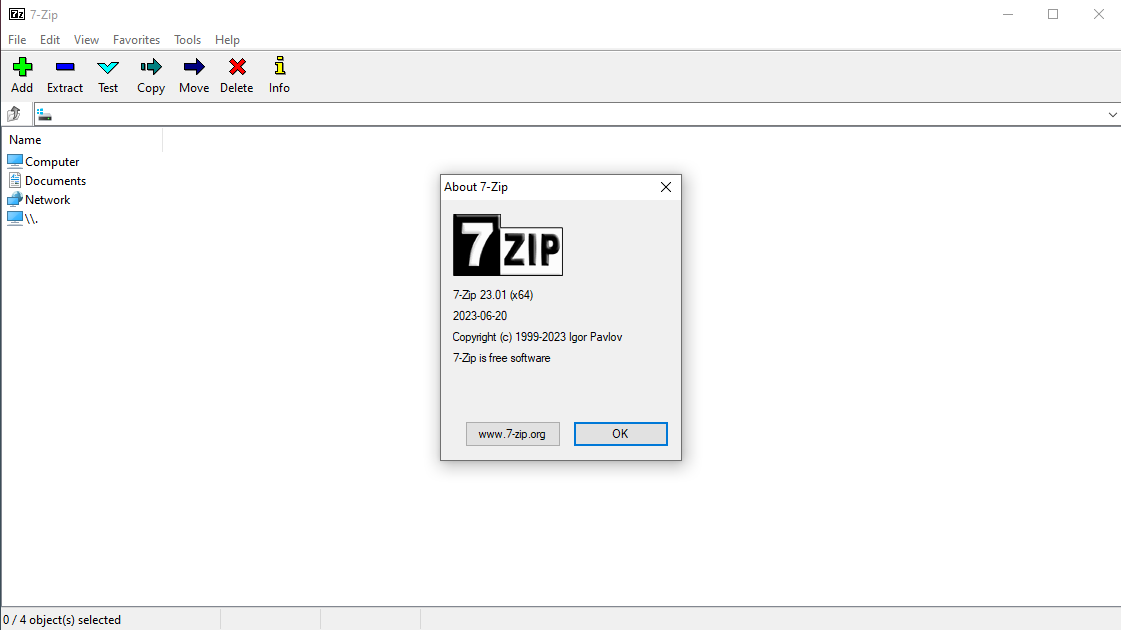 7z 7-Zip
File Edit View Favorites Tools Help
Add Extract Test Copy Move Delete Info
Name
Computer
Documents
Network
\\.
About 7-Zip
7 ZIP
7-Zip 23.01 (x64)
2023-06-20
Copyright (c) 1999-2023 Igor Pavlov
7-Zip is free software
www.7-zip.org OK
0 / 4 object(s) selected